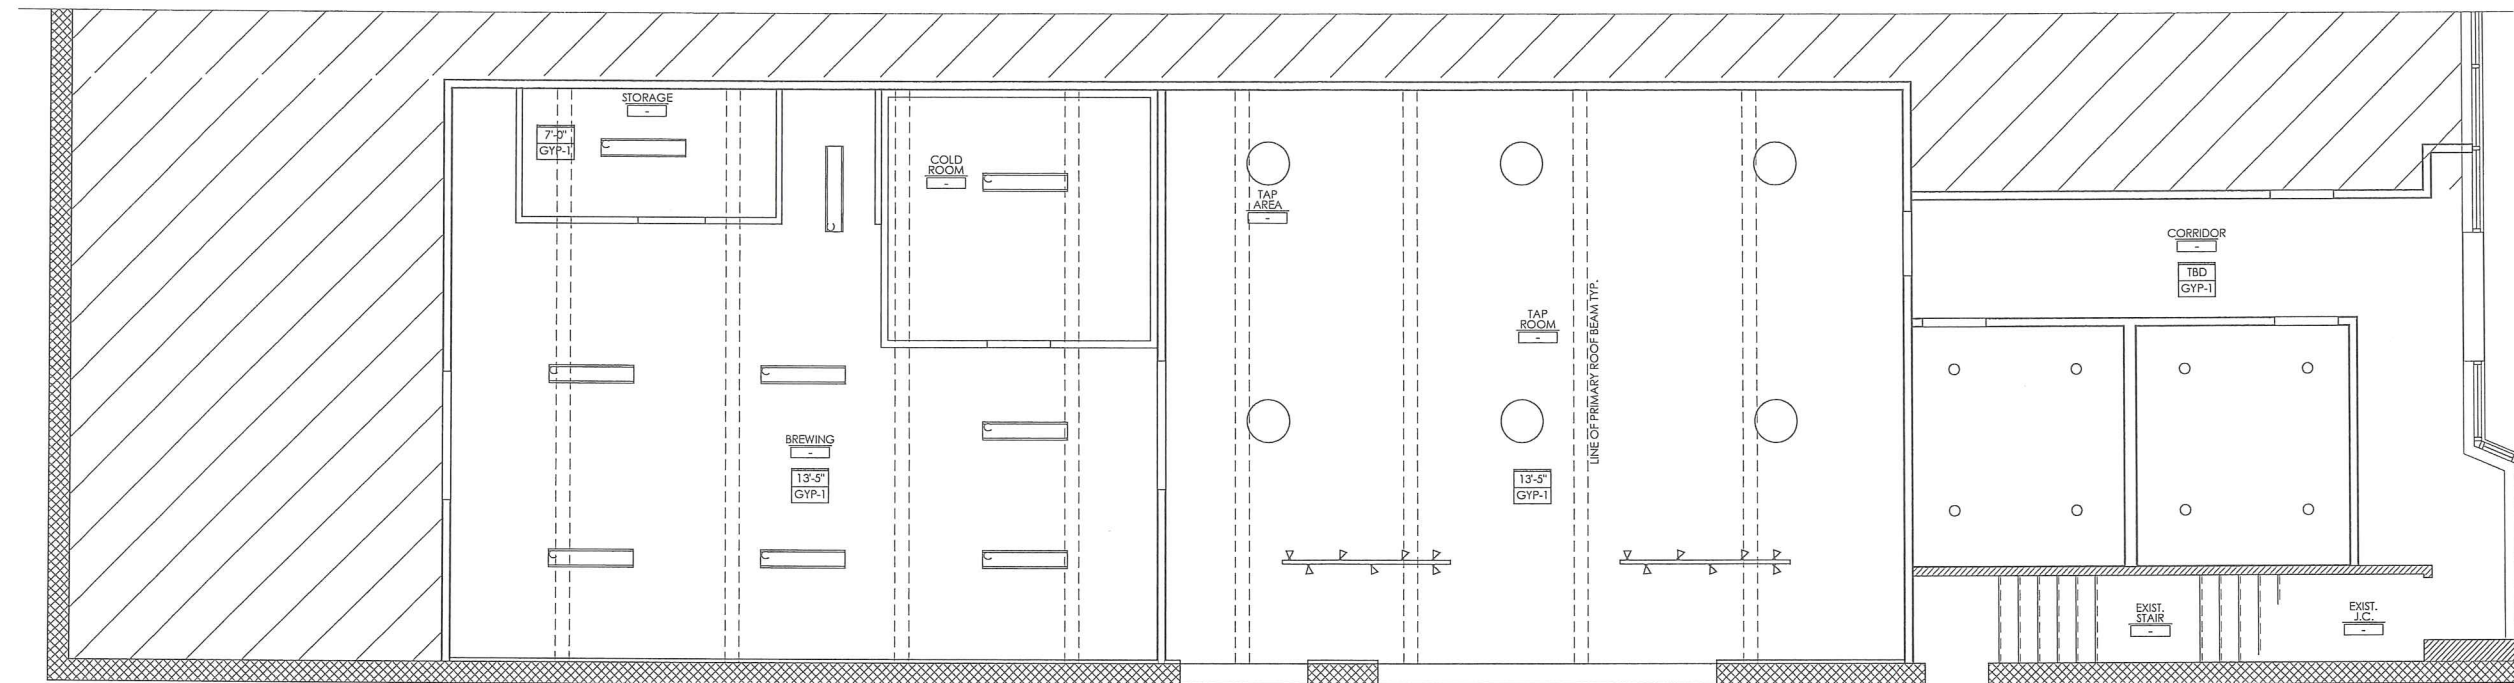 STORAGE
-
7'-0"
GYP-1
COLD
ROOM
-
TAP
AREA
-
CORRIDOR
-
TBD
GYP-1
TAP
ROOM
-
LINE OF PRIMARY ROOF BEAM TYP.
BREWING
-
13'-5"
GYP-1
13'-5"
GYP-1
EXIST.
STAIR
-
EXIST.
J.C.
-